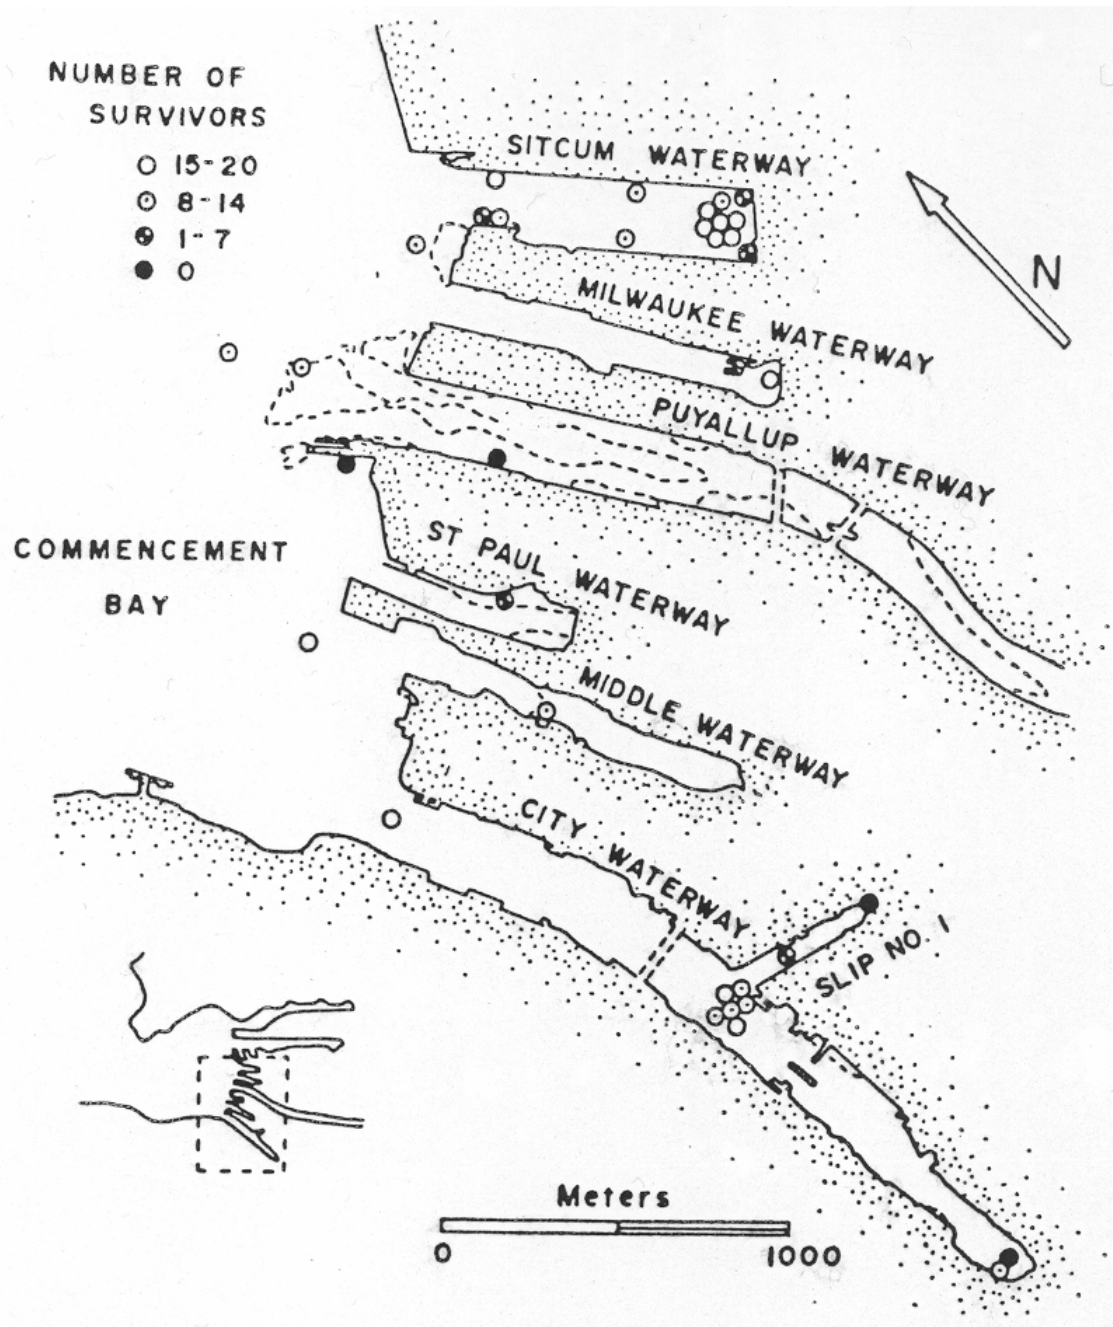 NUMBER OF
SURVIVORS
15-20
8-14
1-7
0
SITCUM WATERWAY
N
MILWAUKEE WATERWAY
PUYALLUP WATERWAY
ST PAUL WATERWAY
COMMENCEMENT
BAY
MIDDLE WATERWAY
CITY WATERWAY
SLIP NO. 1
Meters
0 1000